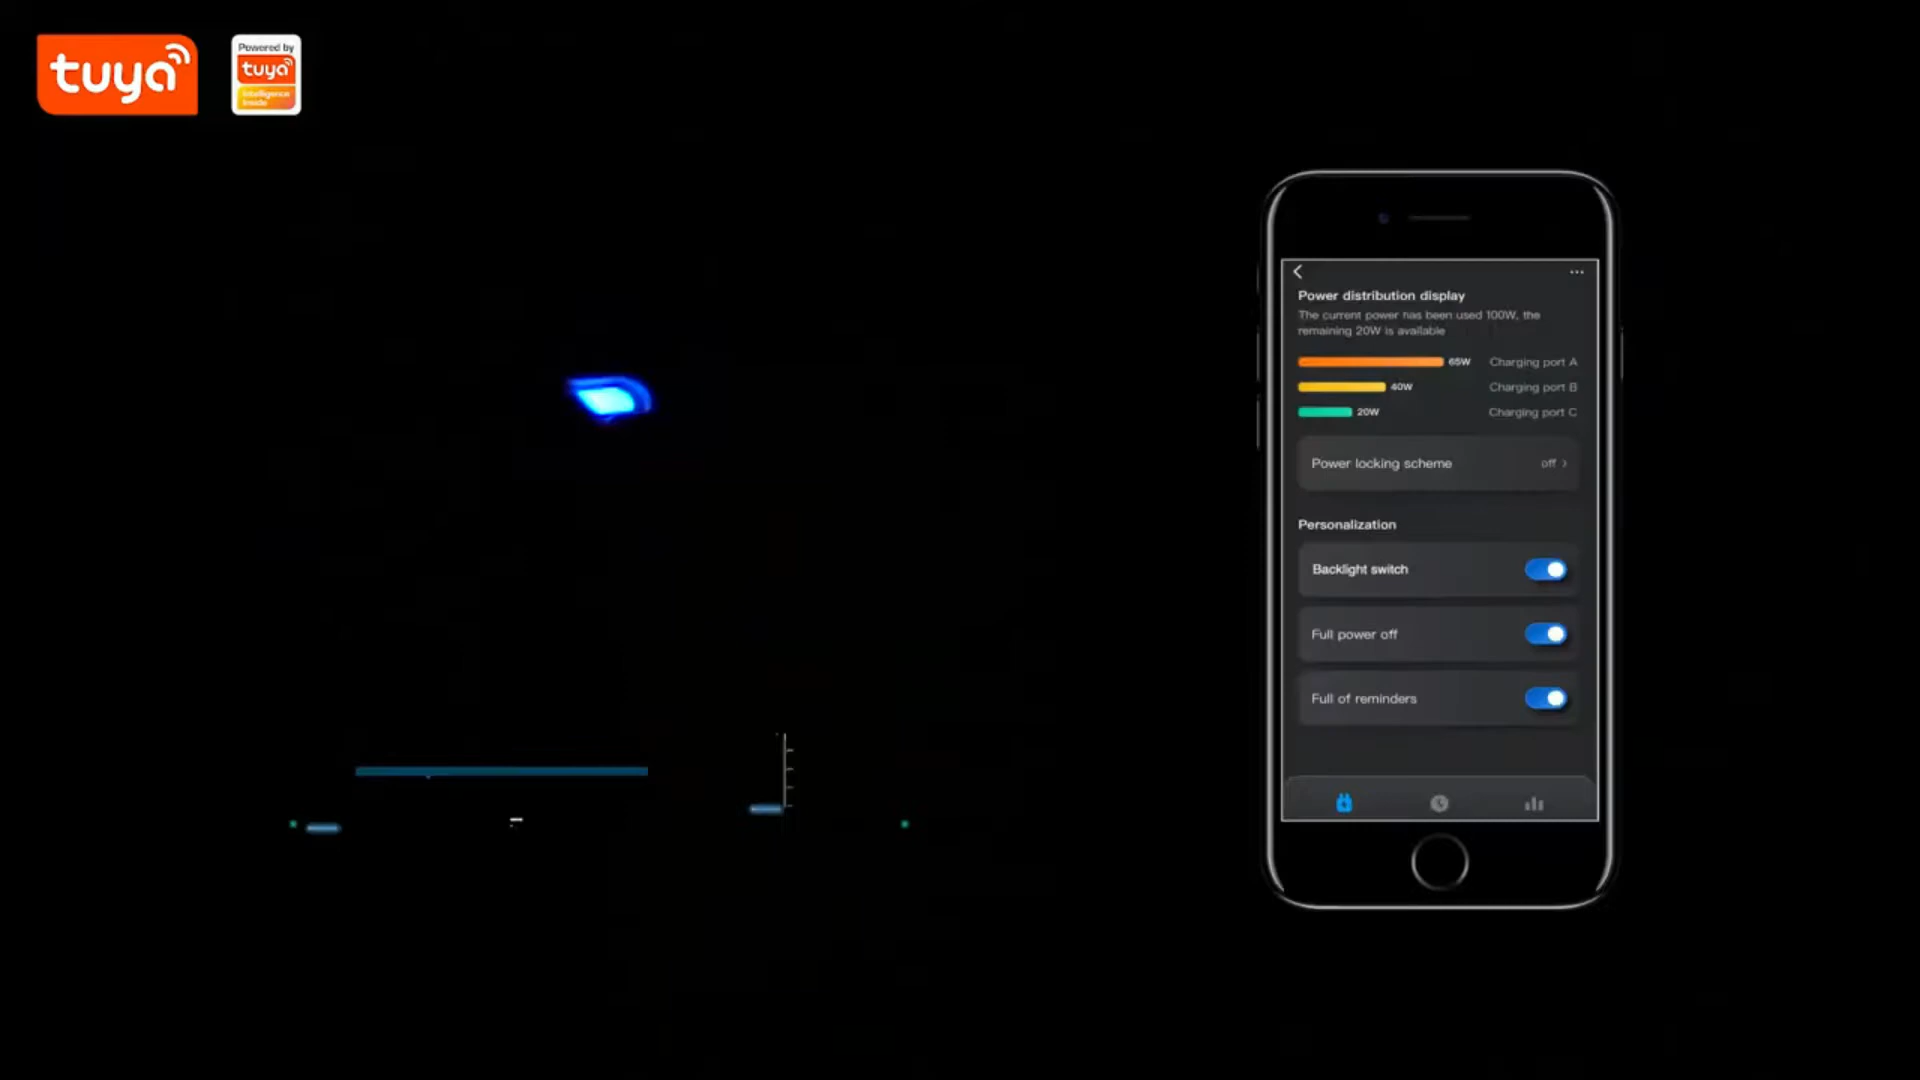 tuya
Powered by
tuya
Intelligence
Inside
Power distribution display
The current power has been used 100W, the
remaining 20W is available
65W Charging port A
40W Charging port B
20W Charging port C
Power locking scheme off
Personalization
Backlight switch
Full power off
Full of reminders